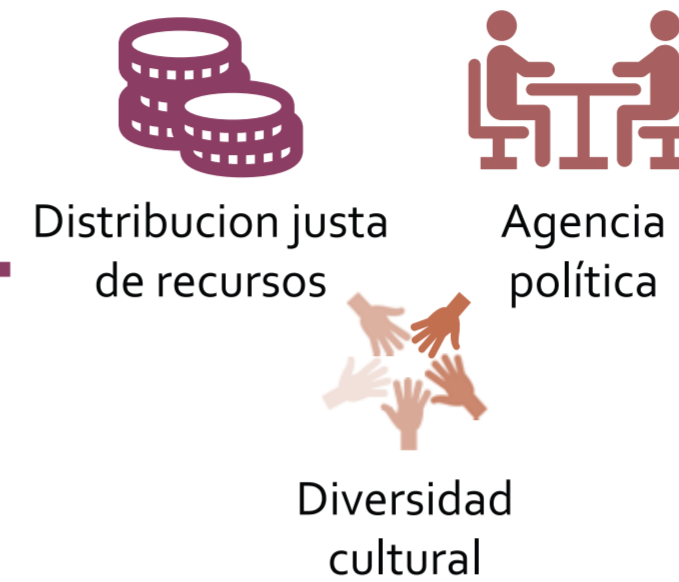 Distribucion justa
de recursos
Agencia
política
Diversidad
cultural